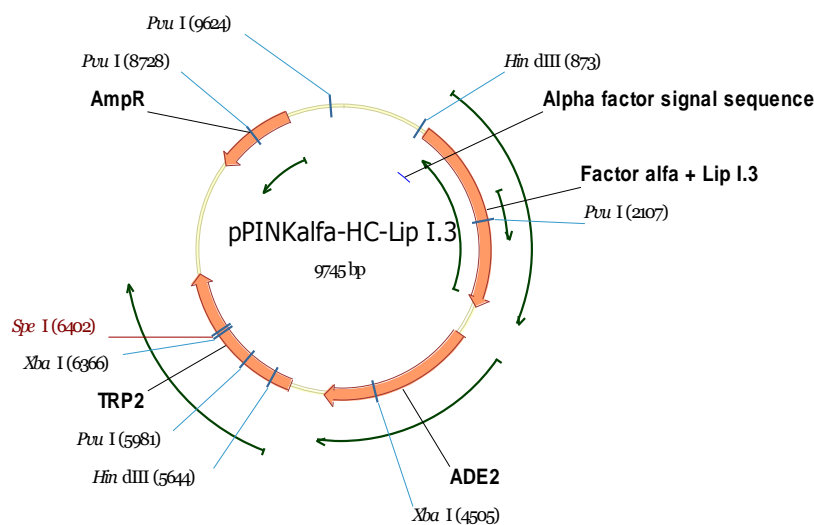 Pvu I (9624)
Pvu I (8728)
Hin dIII (873)
AmpR
Alpha factor signal sequence
Factor alfa + Lip I.3
Pvu I (2107)
pPINKalfa-HC-Lip I.3
9745 bp
Spe I (6402)
Xba I (6366)
TRP2
Pvu I (5981)
Hin dIII (5644)
ADE2
Xba I (4505)